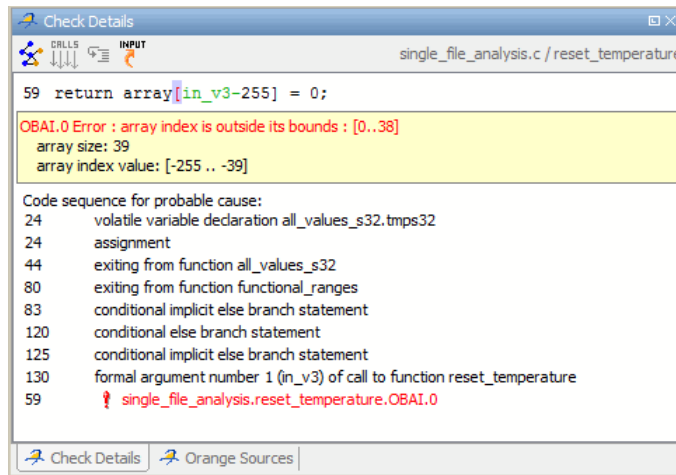 Check Details
CALLS
INPUT
single_file_analysis.c / reset_temperature
59 return array[in_v3-255] = 0;
OBAI.0 Error : array index is outside its bounds : [0..38]
array size: 39
array index value: [-255 .. -39]
Code sequence for probable cause:
24 volatile variable declaration all_values_s32.tmps32
24 assignment
44 exiting from function all_values_s32
80 exiting from function functional_ranges
83 conditional implicit else branch statement
120 conditional else branch statement
125 conditional implicit else branch statement
130 formal argument number 1 (in_v3) of call to function reset_temperature
59 ! single_file_analysis.reset_temperature.OBAI.0
Check Details Orange Sources